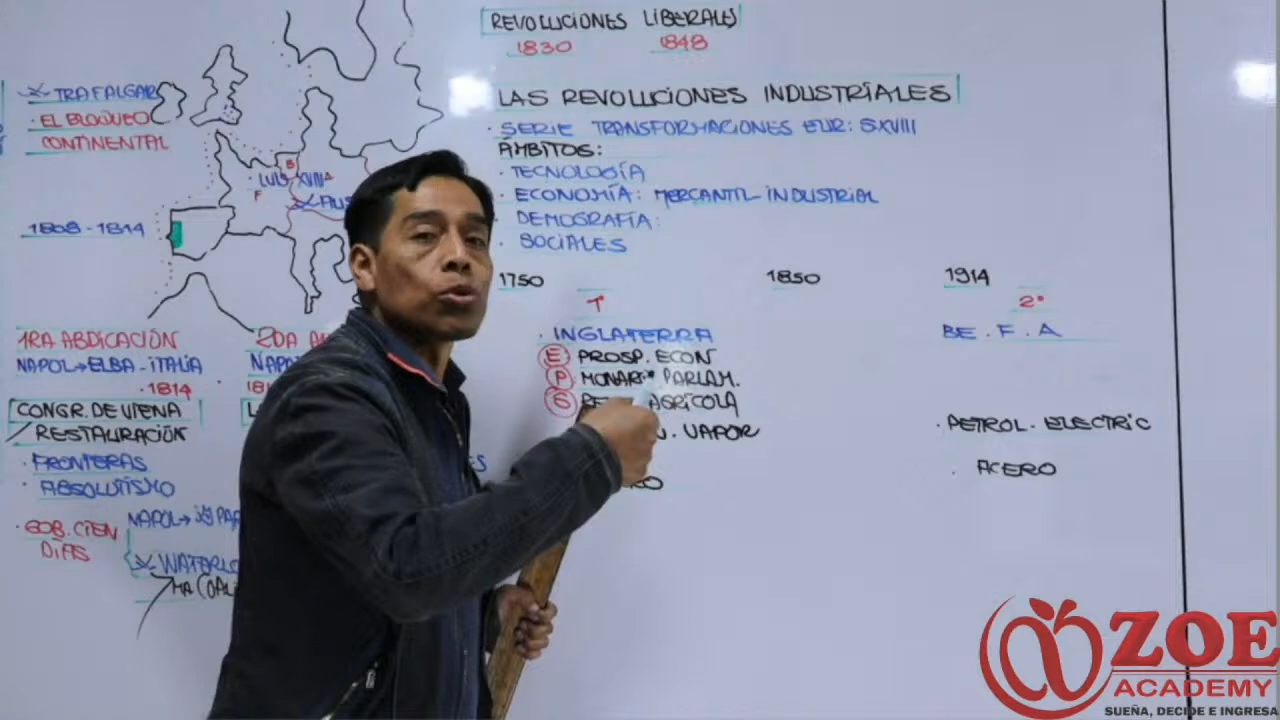 REVOLUCIONES LIBERALES
1830 1848
LAS REVOLUCIONES INDUSTRIALES
· SERIE TRANSFORMACIONES EUR: SXVIII
ÁMBITOS:
· TECNOLOGÍA
· ECONOMÍA: MERCANTIL-INDUSTRIAL
· DEMOGRAFÍA:
· SOCIALES
1750 1850 1914
1° 2°
· INGLATERRA
E PROSP. ECON
P PARLAM.
AGRÍCOLA
VAPOR
BE. F. A
· PETROL. ELECTRIC
· ACERO
TRAFALGAR
· EL BLOQUEO
CONTINENTAL
LUIS XVIII
B
F
1808-1814
1RA ABDICACIÓN
NAPOL→ELBA-ITALIA
· 1814
2DA
CONGR. DE VIENA
/RESTAURACIÓN
· FRONTERAS
· ABSOLUTISMO
· GOB. CIEN
DÍAS
NAPOL→
ZOE
ACADEMY
SUEÑA, DECIDE E INGRESA